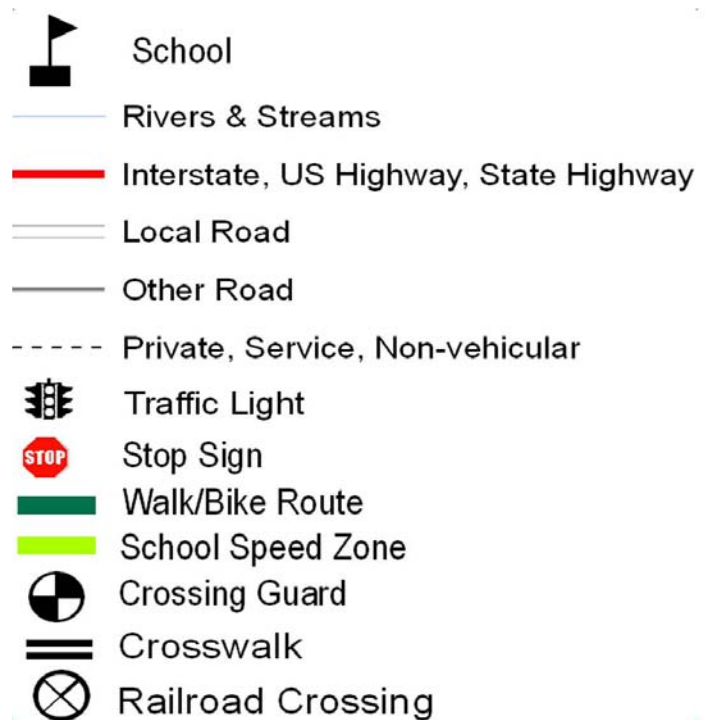 School
Rivers & Streams
Interstate, US Highway, State Highway
Local Road
Other Road
Private, Service, Non-vehicular
Traffic Light
STOP Stop Sign
Walk/Bike Route
School Speed Zone
Crossing Guard
Crosswalk
Railroad Crossing